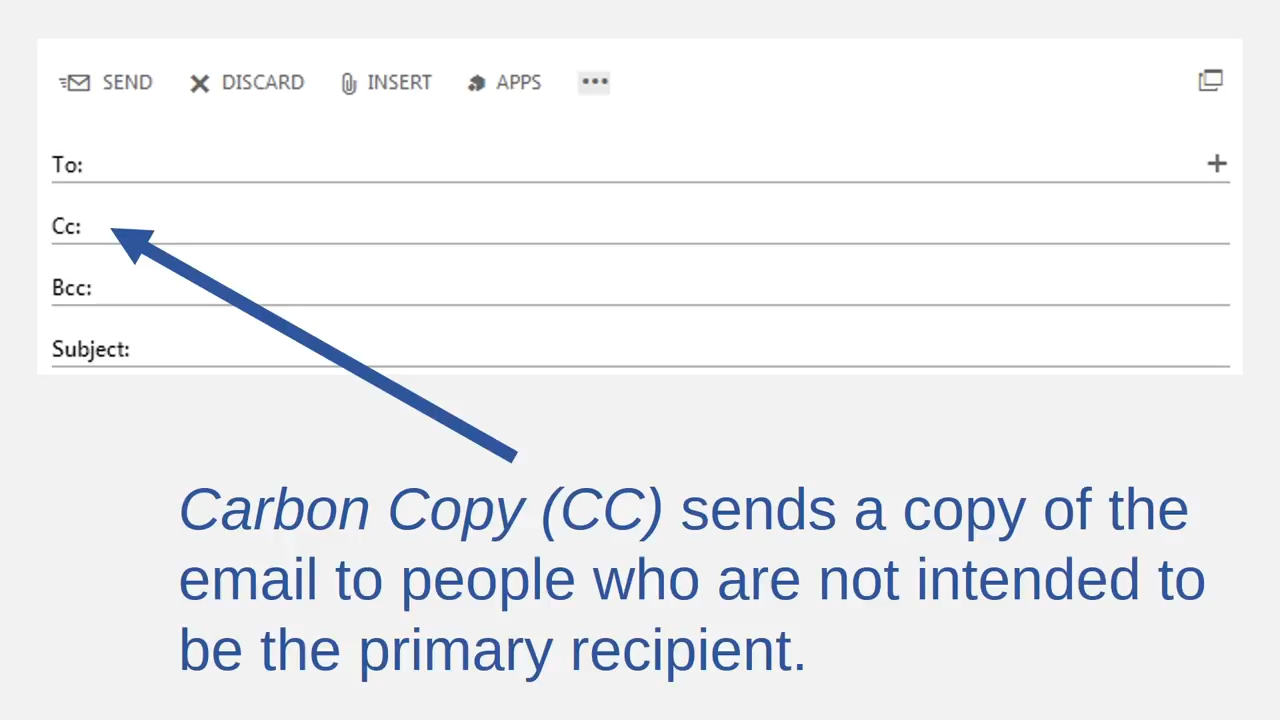 SEND DISCARD INSERT APPS •••
To: +
Cc:
Bcc:
Subject:
Carbon Copy (CC) sends a copy of the
email to people who are not intended to
be the primary recipient.